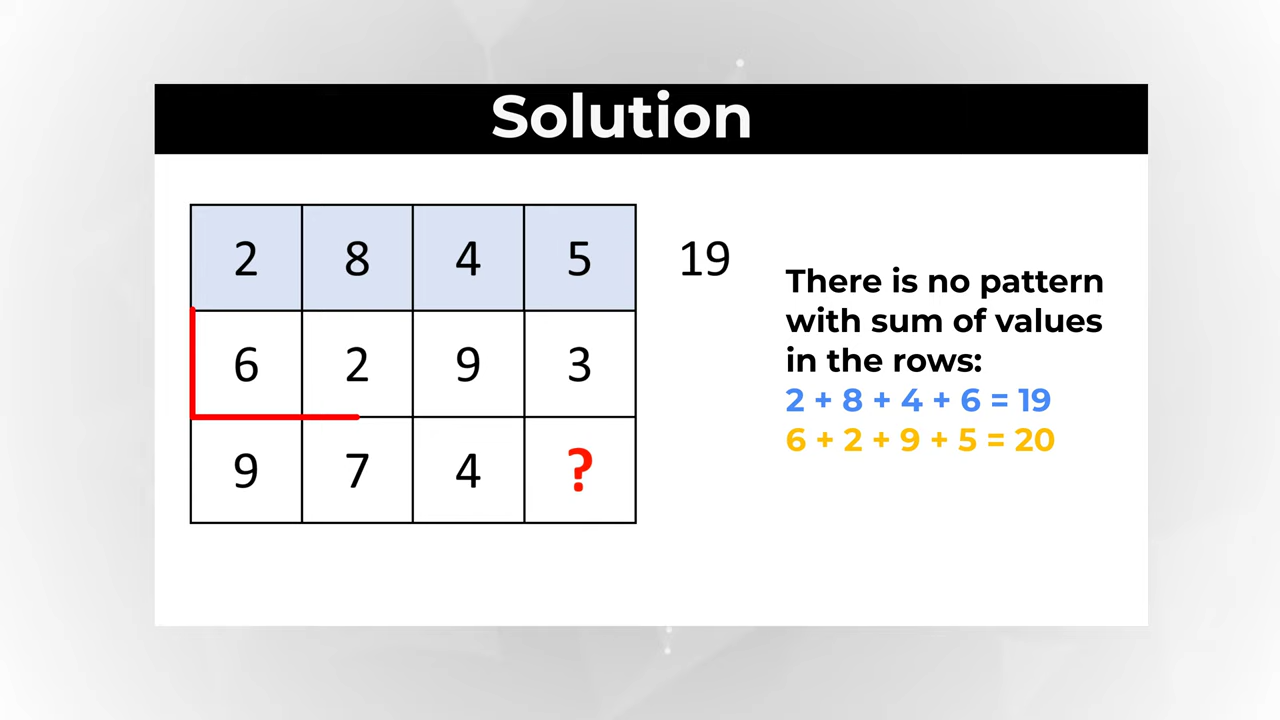 Solution
2 8 4 5 19
6 2 9 3
9 7 4 ?
There is no pattern
with sum of values
in the rows:
2 + 8 + 4 + 6 = 19
6 + 2 + 9 + 5 = 20